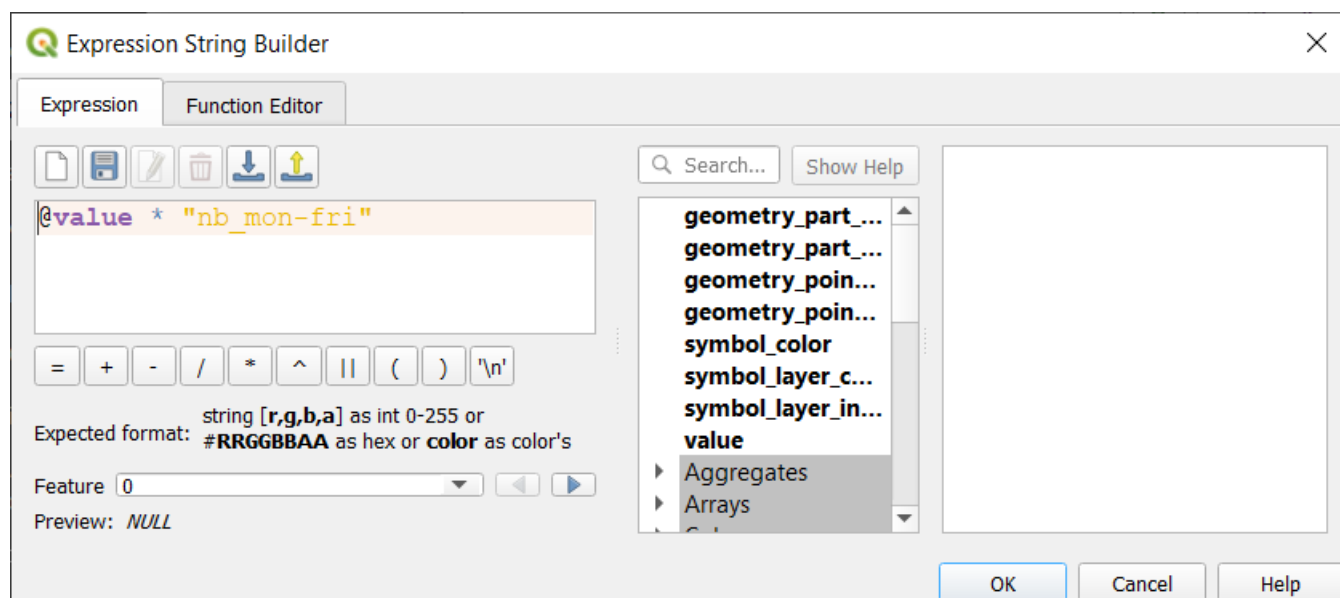 Expression String Builder
Expression
Function Editor
Search...
Show Help
@value * "nb_mon-fri"
= + - / * ^ || ( ) '\n'
Expected format:
string [r,g,b,a] as int 0-255 or
#RRGGBBAA as hex or color as color's
Feature 0
Preview: NULL
geometry_part_...
geometry_part_...
geometry_poin...
geometry_poin...
symbol_color
symbol_layer_c...
symbol_layer_in...
value
Aggregates
Arrays
OK
Cancel
Help